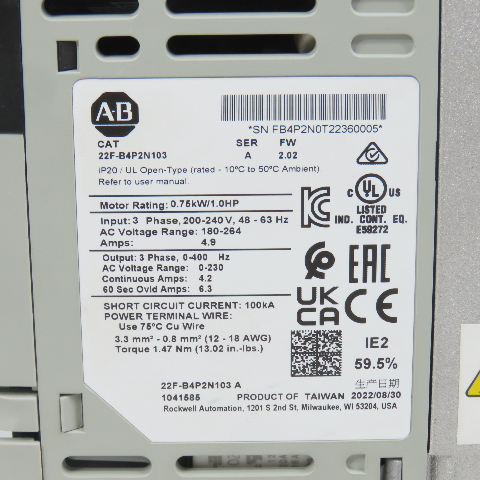 A-B
*SN FB4P2N0T22360005*
CAT SER FW
22F-B4P2N103 A 2.02
IP20 / UL Open-Type (rated - 10°C to 50°C Ambient)
Refer to user manual.
Motor Rating: 0.75kW/1.0HP
Input: 3 Phase, 200-240 V, 48 - 63 Hz
AC Voltage Range: 180-264
Amps: 4.9
Output: 3 Phase, 0-400 Hz
AC Voltage Range: 0-230
Continuous Amps: 4.2
60 Sec Ovld Amps: 6.3
SHORT CIRCUIT CURRENT: 100kA
POWER TERMINAL WIRE:
Use 75°C Cu Wire
3.3 mm² - 0.8 mm² (12 - 18 AWG)
Torque 1.47 Nm (13.02 in.-lbs.)
c UL US
LISTED
IND. CONT. EQ.
E59272
EAC
UK
CA
CE
IE2
59.5%
22F-B4P2N103 A
生产日期
1041585 PRODUCT OF TAIWAN 2022/08/30
Rockwell Automation, 1201 S 2nd St, Milwaukee, WI 53204, USA